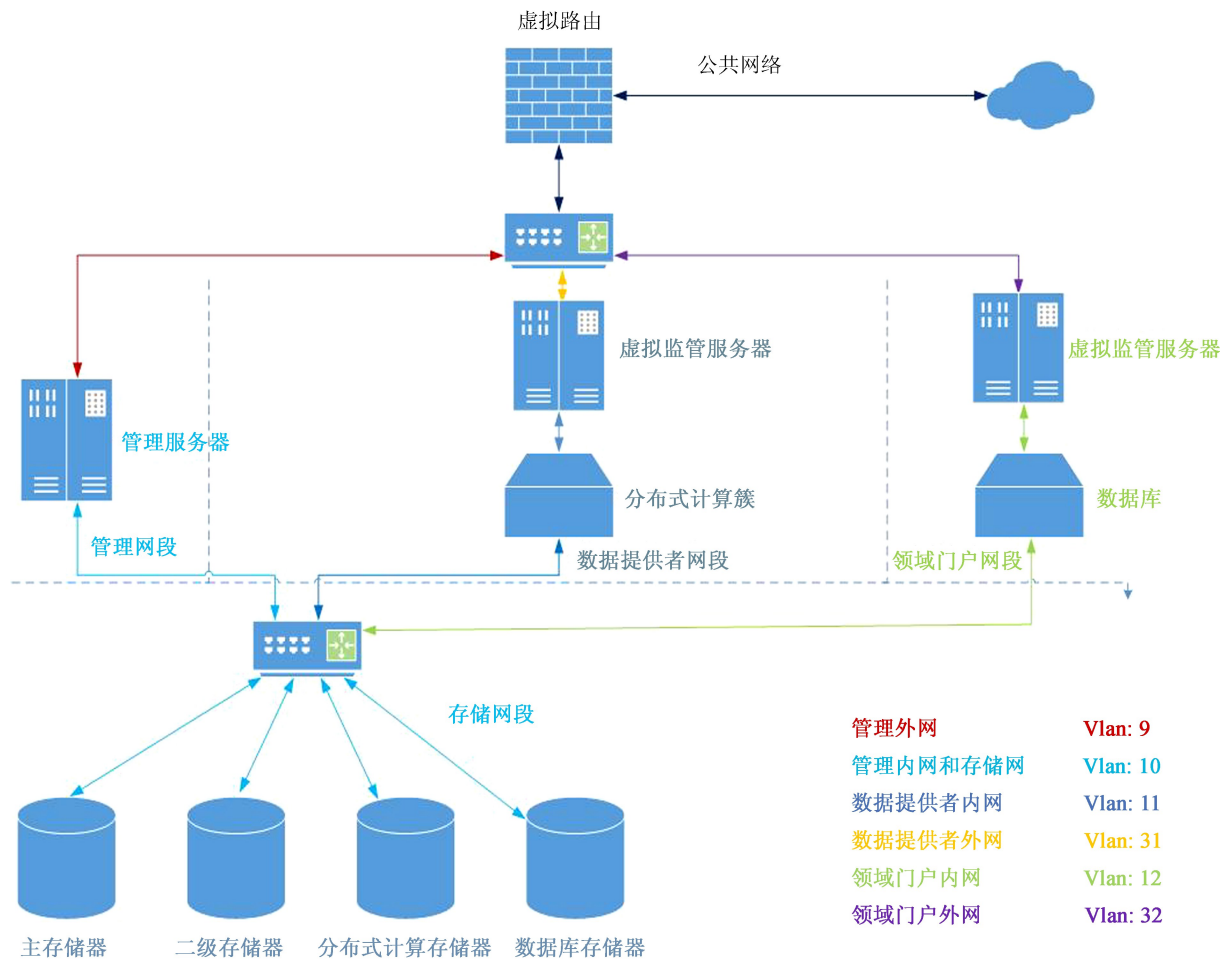 虚拟路由
公共网络
虚拟监管服务器
虚拟监管服务器
管理服务器
分布式计算簇
数据库
管理网段
数据提供者网段
领域门户网段
存储网段
管理外网 Vlan: 9
管理内网和存储网 Vlan: 10
数据提供者内网 Vlan: 11
数据提供者外网 Vlan: 31
领域门户内网 Vlan: 12
领域门户外网 Vlan: 32
主存储器
二级存储器
分布式计算存储器
数据库存储器